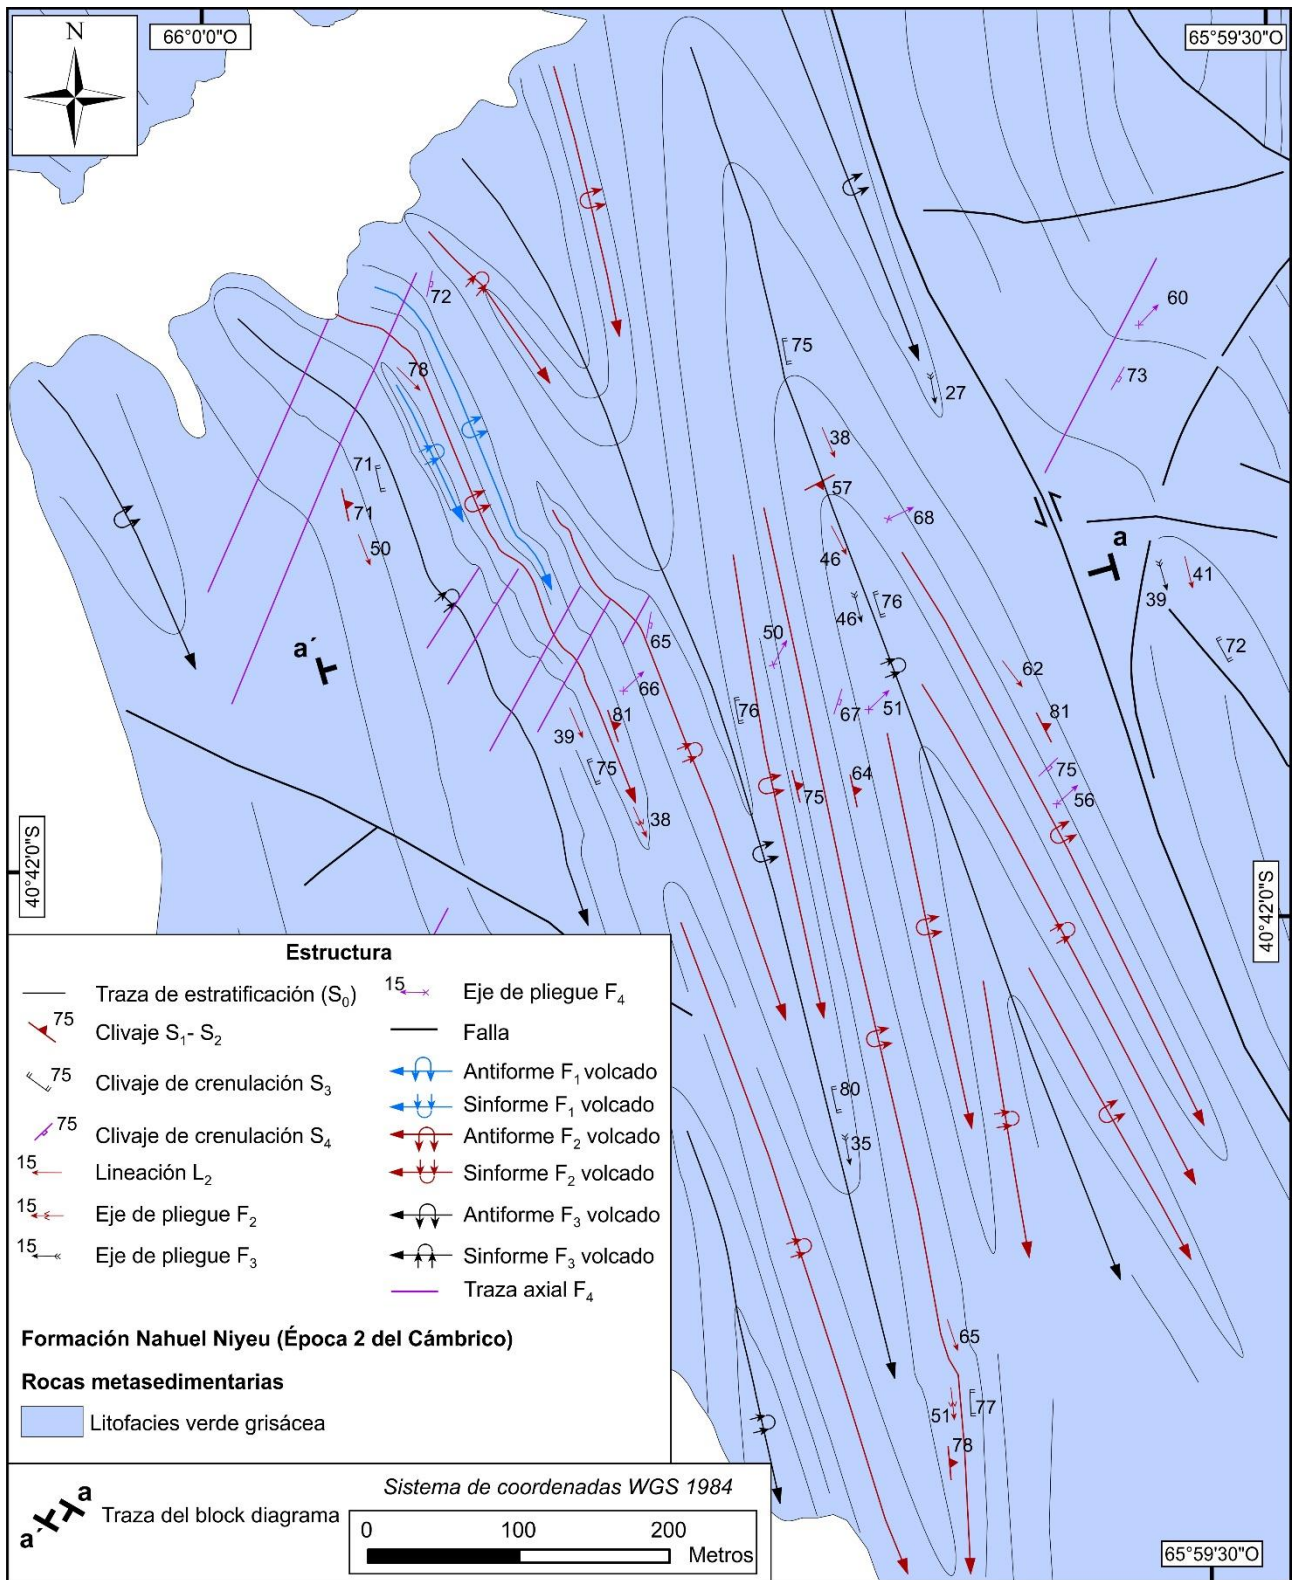 N
66°0'0"O
65°59'30"O
72
78
71
71
50
75
27
38
57
46
68
46
76
60
73
a
39
41
72
a´
65
66
50
76
67
51
62
81
75
56
39
81
75
38
75
64
40°42'0"S
40°42'0"S
80
35
65
51
77
78
Estructura
Traza de estratificación (S0)
75 Clivaje S1- S2
75 Clivaje de crenulación S3
75 Clivaje de crenulación S4
15 Lineación L2
15 Eje de pliegue F2
15 Eje de pliegue F3
15 Eje de pliegue F4
Falla
Antiforme F1 volcado
Sinforme F1 volcado
Antiforme F2 volcado
Sinforme F2 volcado
Antiforme F3 volcado
Sinforme F3 volcado
Traza axial F4
Formación Nahuel Niyeu (Época 2 del Cámbrico)
Rocas metasedimentarias
Litofacies verde grisácea
a´ a Traza del block diagrama
Sistema de coordenadas WGS 1984
0 100 200
Metros
65°59'30"O